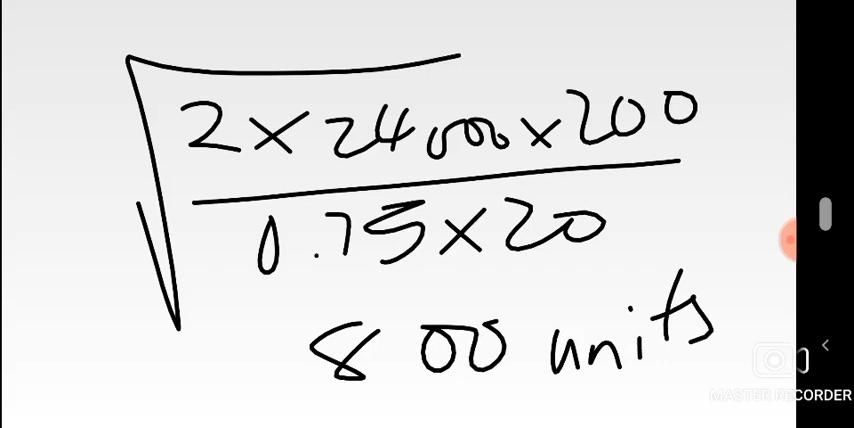 √
2 × 24000 × 200
0.75 × 20
800 units
MASTER RECORDER